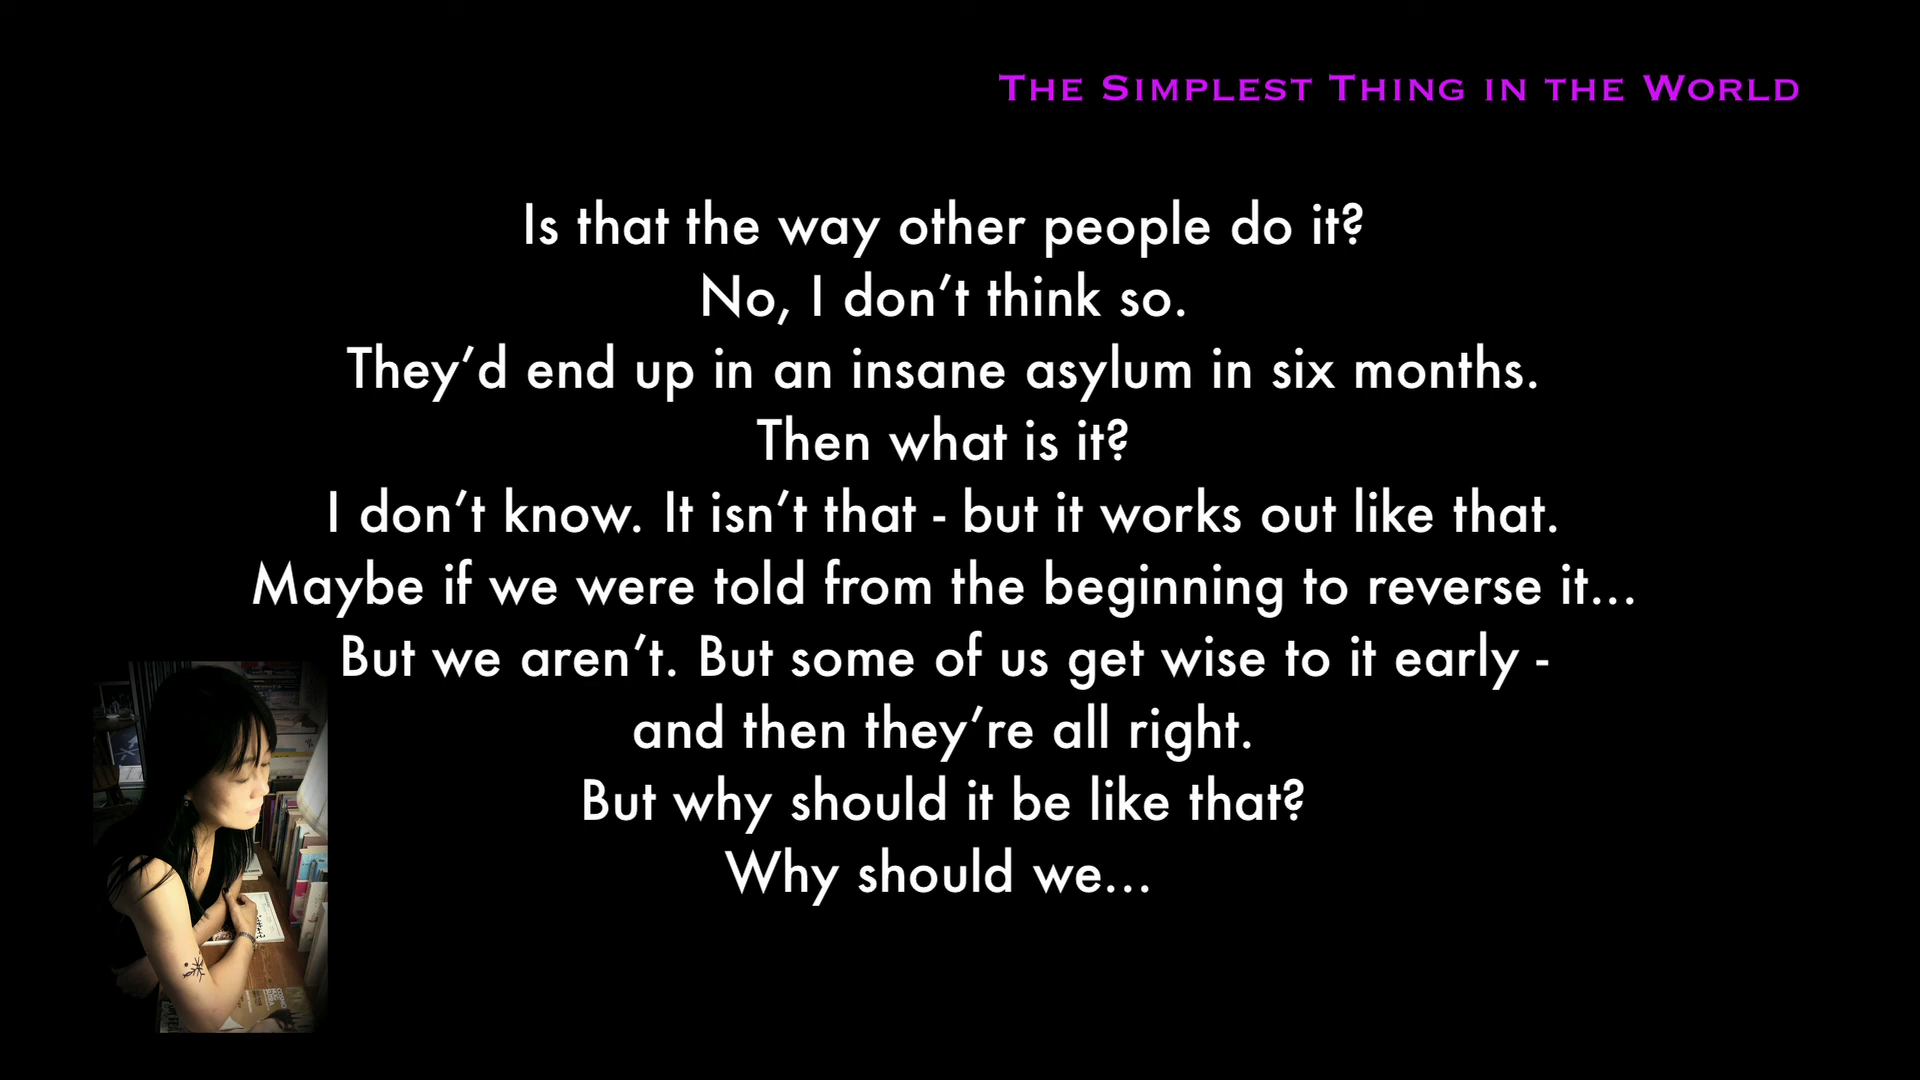 The Simplest Thing in the World
Is that the way other people do it?
No, I don’t think so.
They’d end up in an insane asylum in six months.
Then what is it?
I don’t know. It isn’t that - but it works out like that.
Maybe if we were told from the beginning to reverse it...
But we aren’t. But some of us get wise to it early -
and then they’re all right.
But why should it be like that?
Why should we...